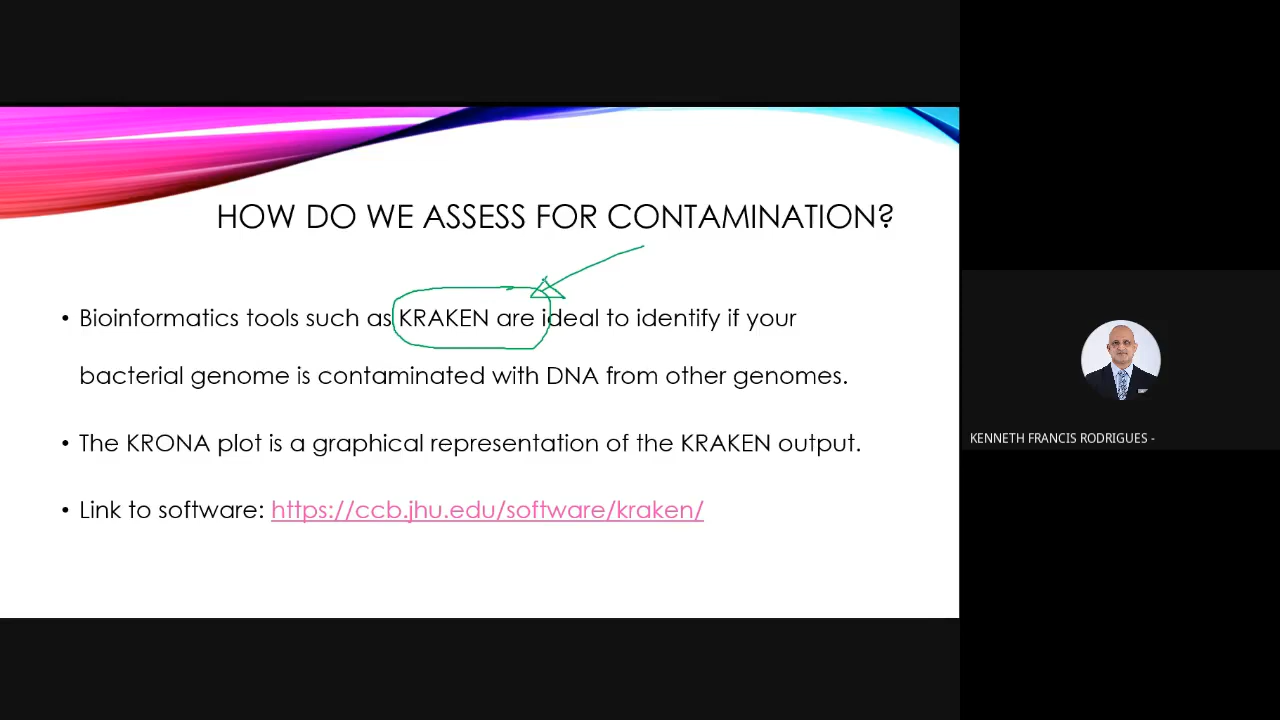 HOW DO WE ASSESS FOR CONTAMINATION?
• Bioinformatics tools such as KRAKEN are ideal to identify if your
bacterial genome is contaminated with DNA from other genomes.
• The KRONA plot is a graphical representation of the KRAKEN output.
• Link to software: https://ccb.jhu.edu/software/kraken/
KENNETH FRANCIS RODRIGUES -